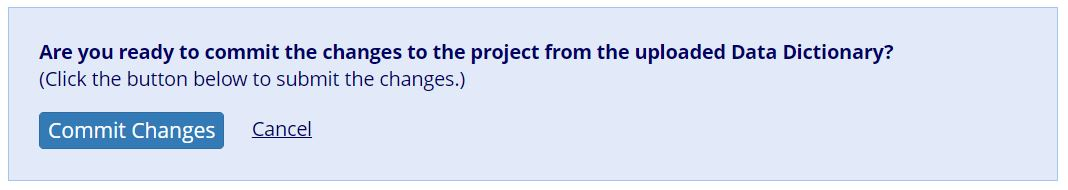 Are you ready to commit the changes to the project from the uploaded Data Dictionary?
(Click the button below to submit the changes.)
Commit Changes Cancel